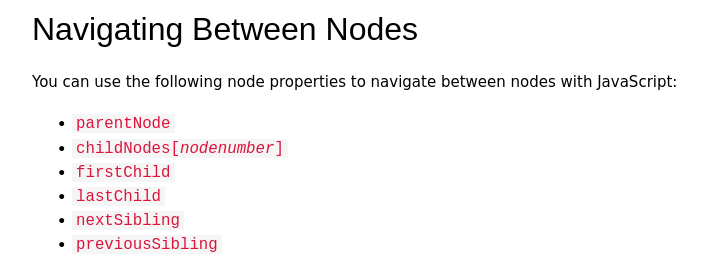 Navigating Between Nodes
You can use the following node properties to navigate between nodes with JavaScript:
• parentNode
• childNodes[nodenumber]
• firstChild
• lastChild
• nextSibling
• previousSibling